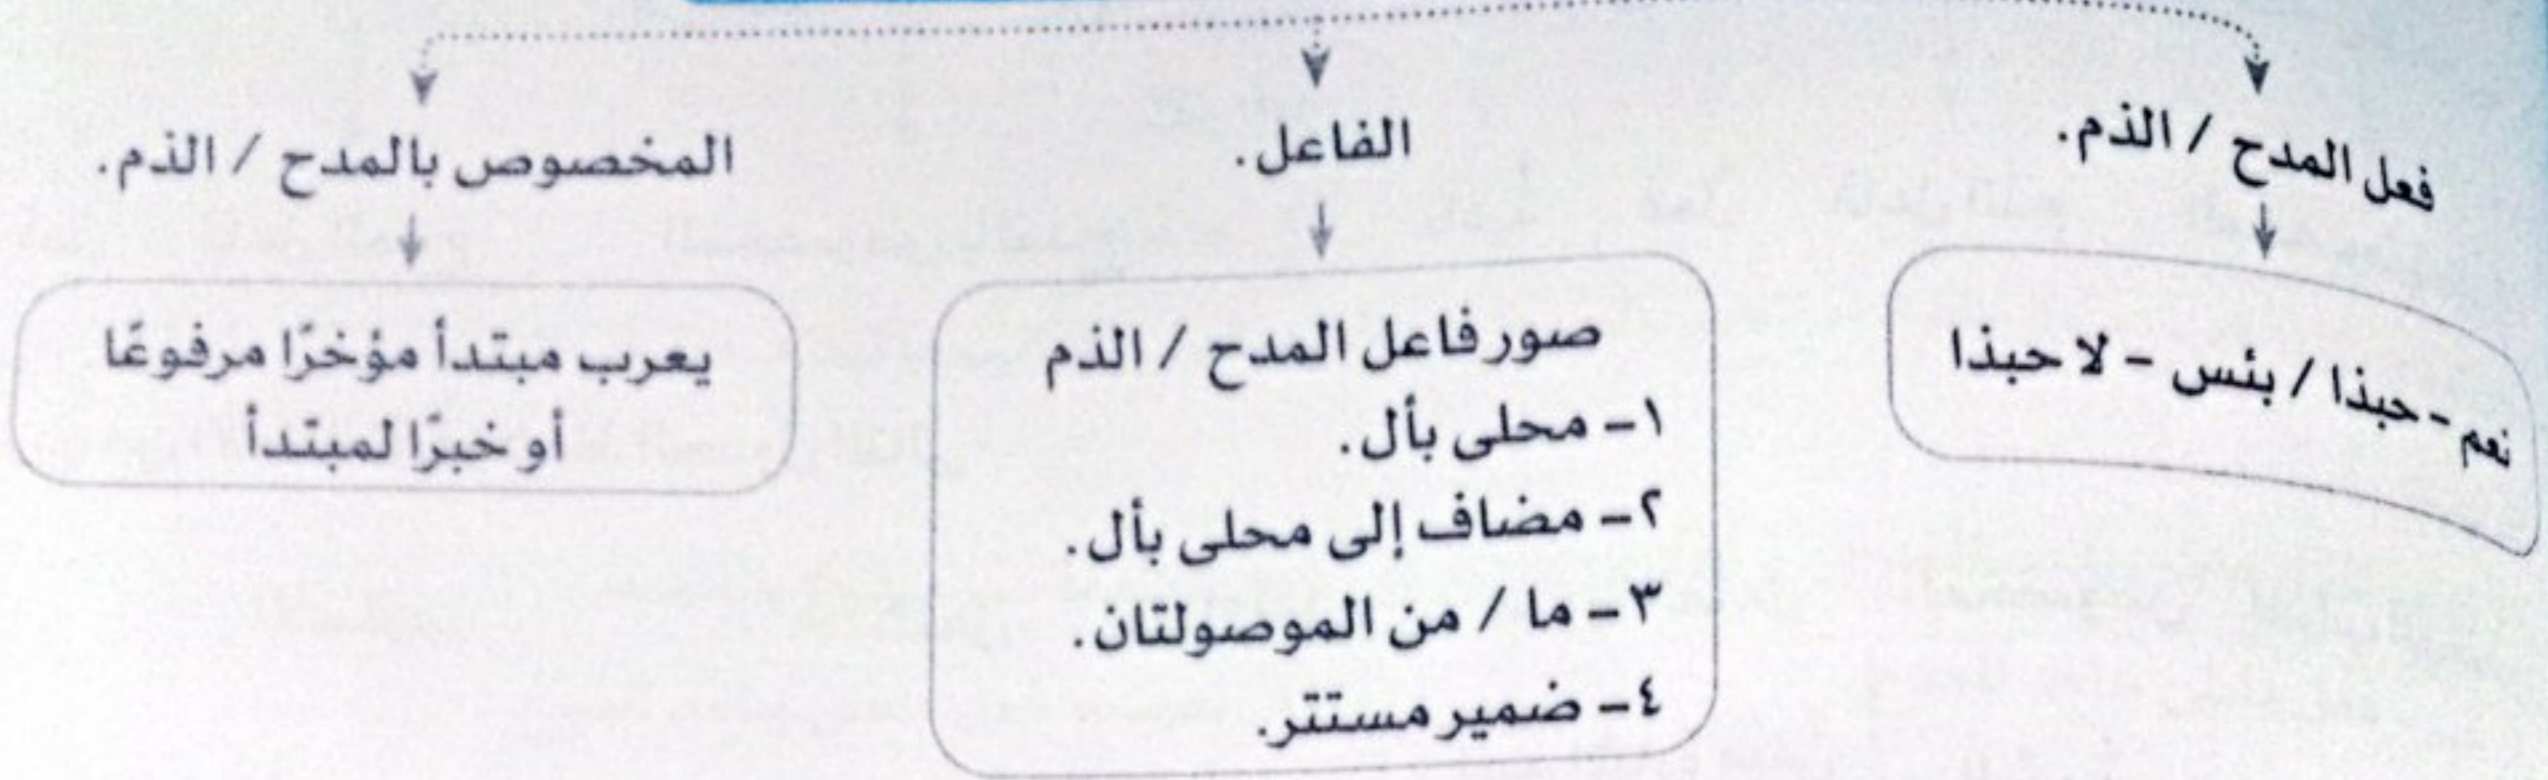 فعل المدح / الذم.
نعم - حبذا / بئس - لا حبذا
الفاعل.
صور فاعل المدح / الذم
١- محلى بأل.
٢- مضاف إلى محلى بأل.
٣- ما / من الموصولتان.
٤- ضمير مستتر.
المخصوص بالمدح / الذم.
يعرب مبتدأ مؤخرًا مرفوعًا
أو خبرًا لمبتدأ